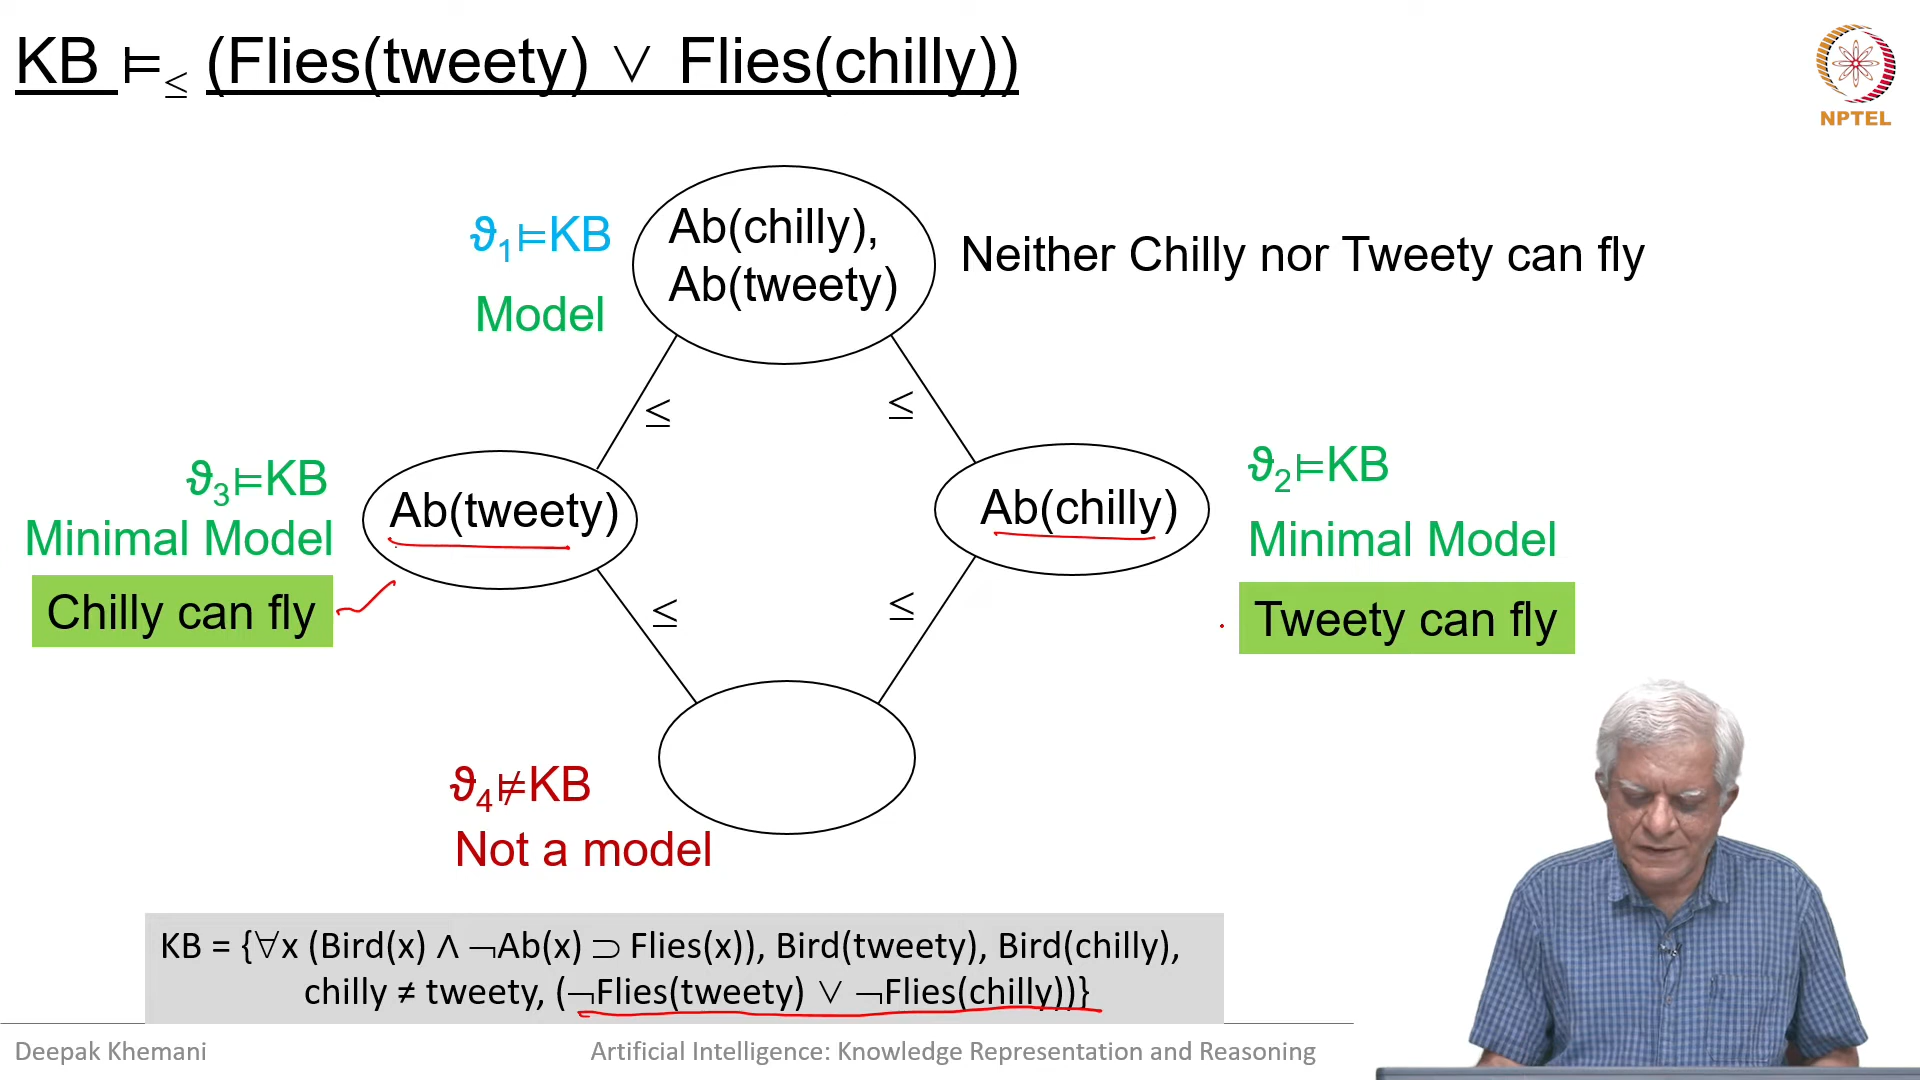 KB ⊨≤ (Flies(tweety) ∨ Flies(chilly))
NPTEL
ϑ1⊨KB
Model
Ab(chilly),
Ab(tweety)
Neither Chilly nor Tweety can fly
≤ ≤
ϑ3⊨KB
Minimal Model
Chilly can fly
Ab(tweety)
Ab(chilly)
ϑ2⊨KB
Minimal Model
Tweety can fly
≤ ≤
ϑ4⊭KB
Not a model
KB = {∀x (Bird(x) ∧ ¬Ab(x) ⊃ Flies(x)), Bird(tweety), Bird(chilly),
chilly ≠ tweety, (¬Flies(tweety) ∨ ¬Flies(chilly))}
Deepak Khemani
Artificial Intelligence: Knowledge Representation and Reasoning